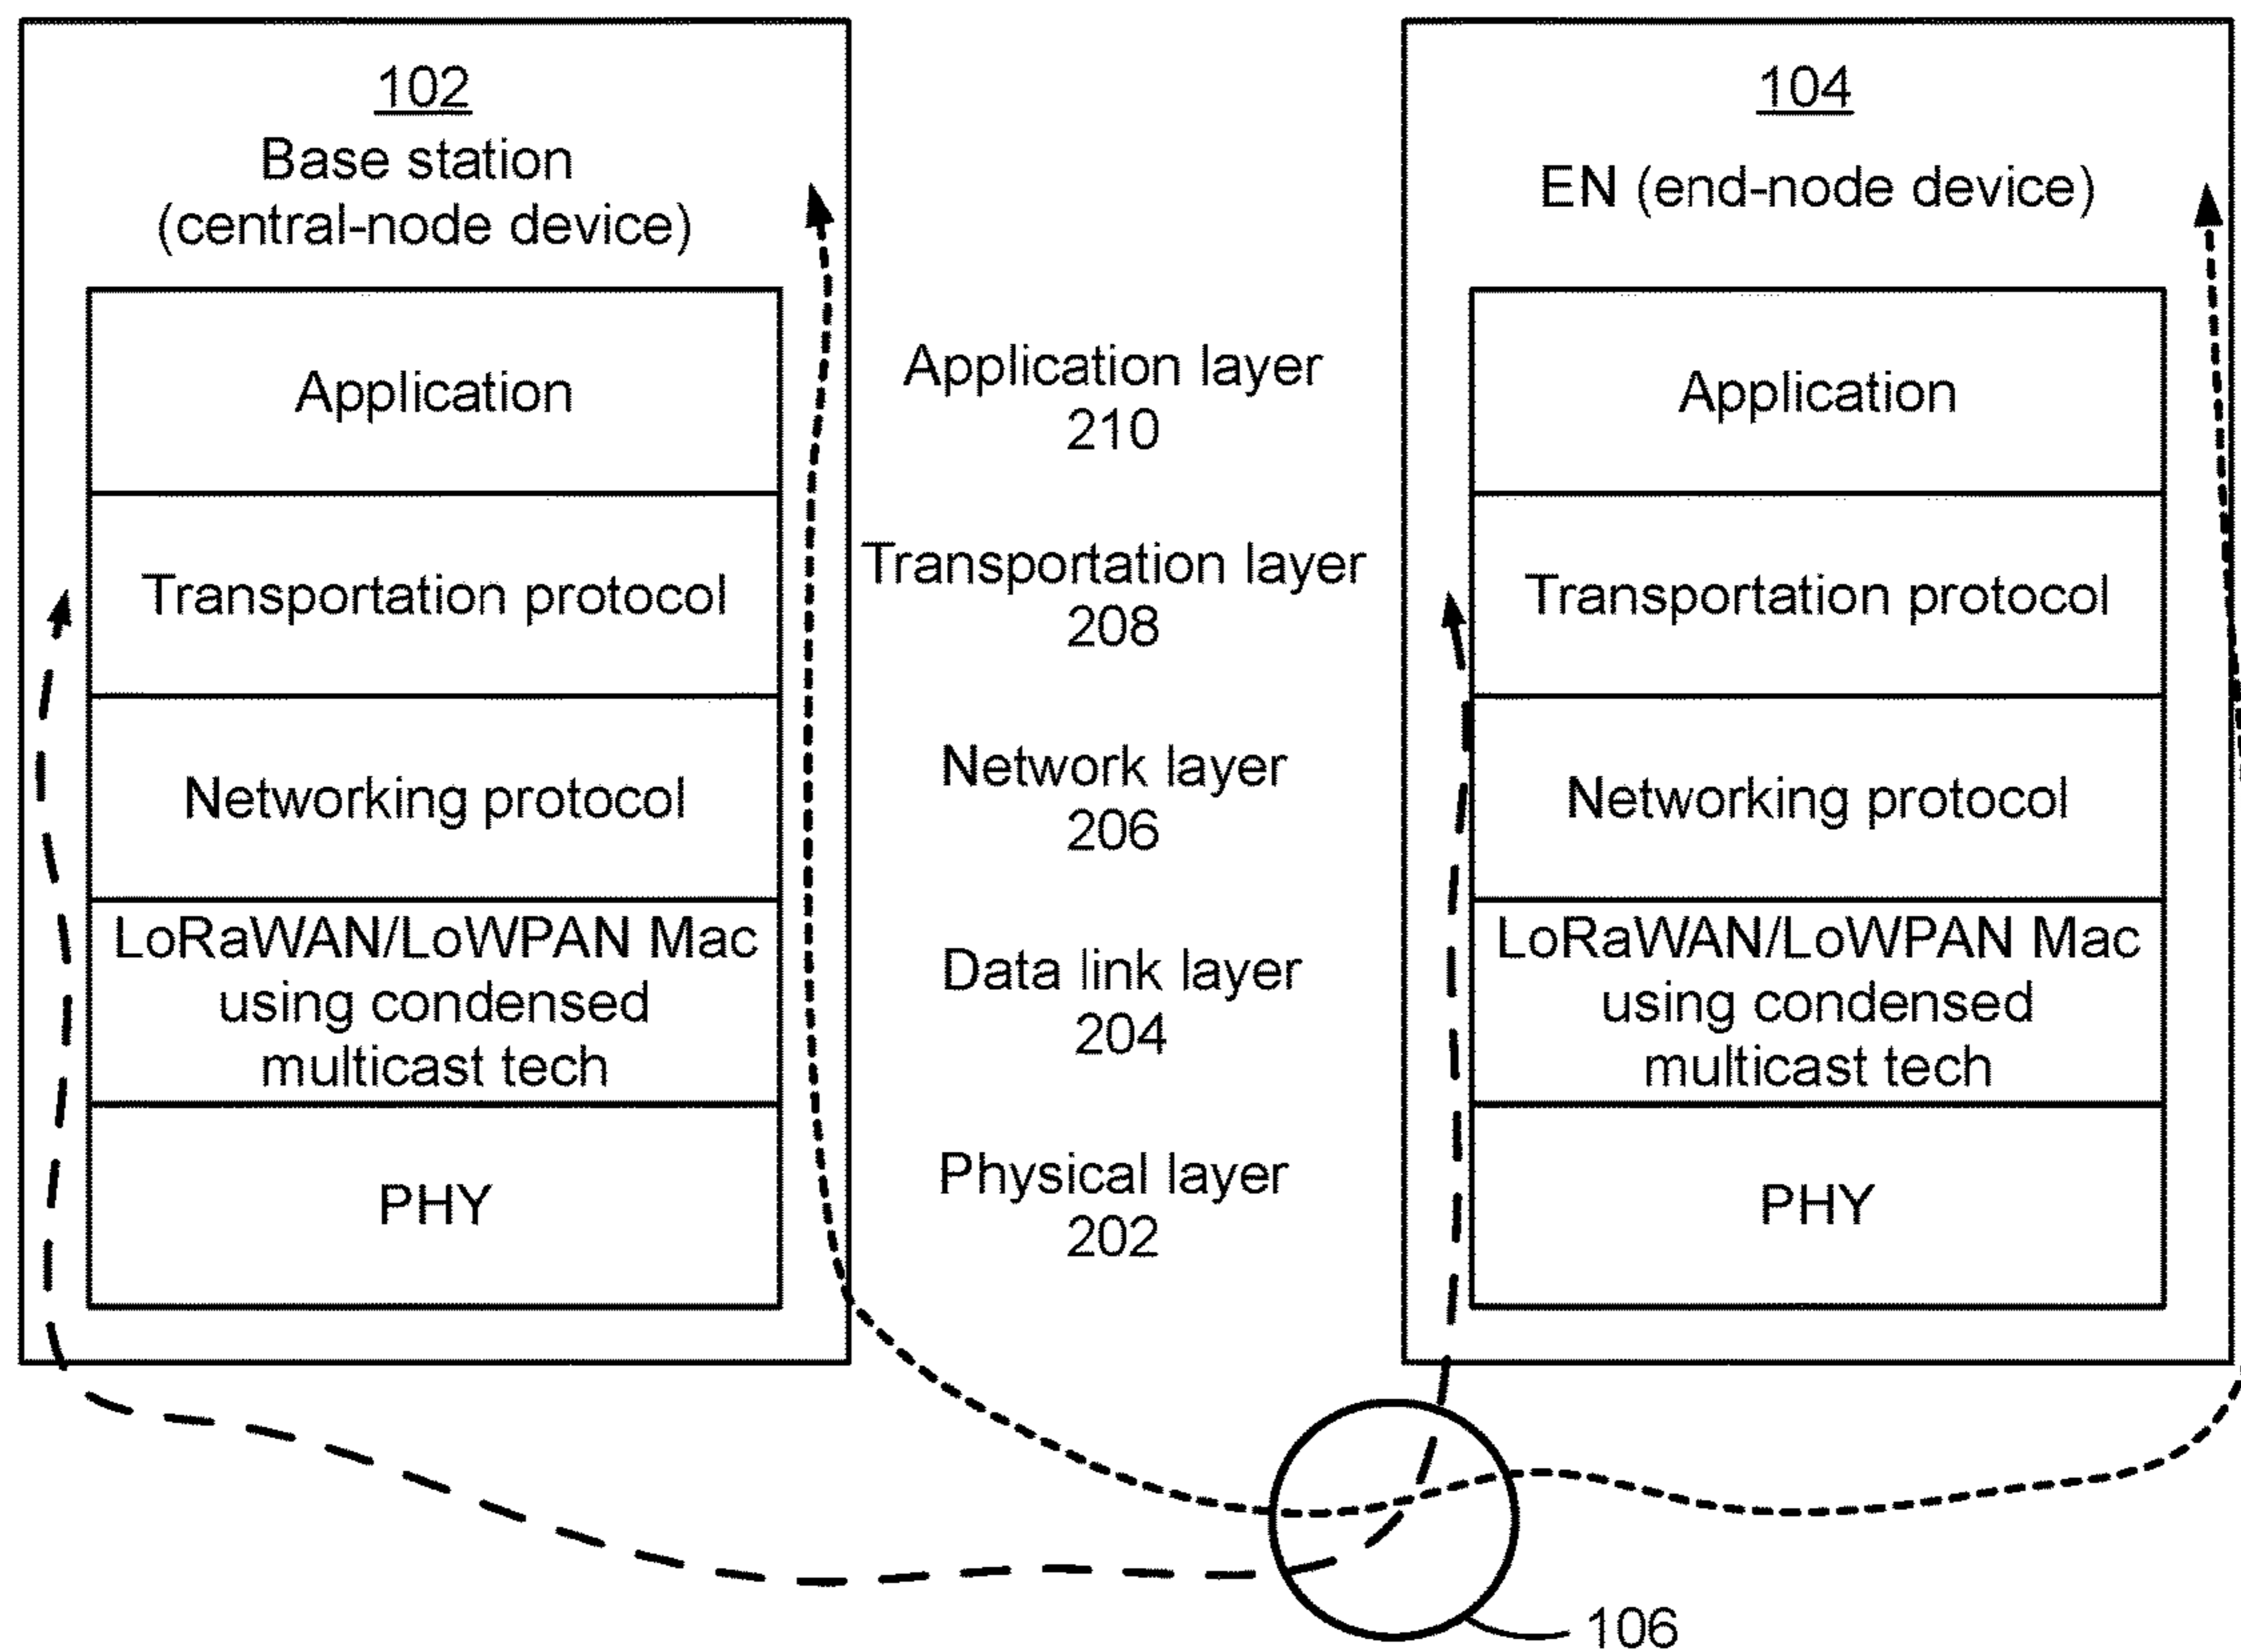 102
Base station
(central-node device)
Application
Transportation protocol
Networking protocol
LoRaWAN/LoWPAN Mac
using condensed
multicast tech
PHY
Application layer
210
Transportation layer
208
Network layer
206
Data link layer
204
Physical layer
202
104
EN (end-node device)
Application
Transportation protocol
Networking protocol
LoRaWAN/LoWPAN Mac
using condensed
multicast tech
PHY
106